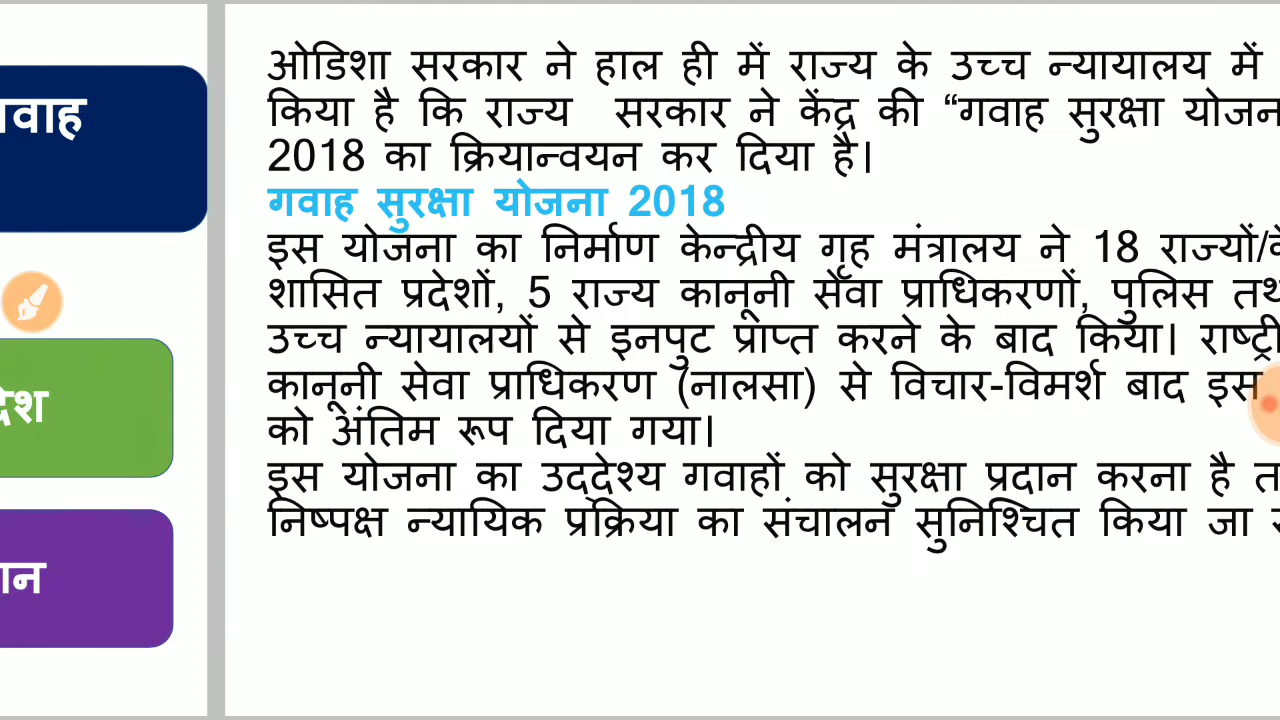 ओडिशा सरकार ने हाल ही में राज्य के उच्च न्यायालय में
किया है कि राज्य सरकार ने केंद्र की “गवाह सुरक्षा योजन
2018 का क्रियान्वयन कर दिया है।
गवाह सुरक्षा योजना 2018
इस योजना का निर्माण केन्द्रीय गृह मंत्रालय ने 18 राज्यों/के
शासित प्रदेशों, 5 राज्य कानूनी सेवा प्राधिकरणों, पुलिस तथ
उच्च न्यायालयों से इनपुट प्राप्त करने के बाद किया। राष्ट्री
कानूनी सेवा प्राधिकरण (नालसा) से विचार-विमर्श बाद इस
को अंतिम रूप दिया गया।
इस योजना का उद्देश्य गवाहों को सुरक्षा प्रदान करना है त
निष्पक्ष न्यायिक प्रक्रिया का संचालन सुनिश्चित किया जा
गवाह
देश
ान